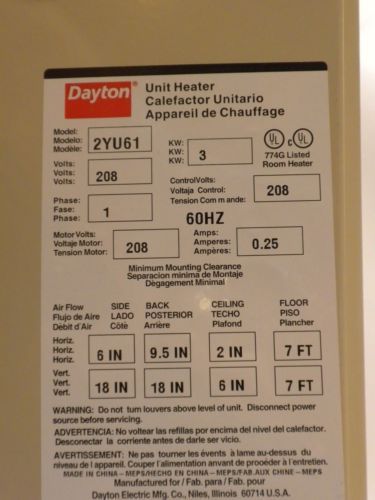 Dayton
Unit Heater
Calefactor Unitario
Appareil de Chauffage
Model:
Modelo:
Modèle:
2YU61
KW:
KW:
KW:
3
UL c UL
774G Listed
Room Heater
Volts:
Volts:
Volts:
208
ControlVolts:
Voltaja Control:
Tension Com m ande:
208
Phase:
Fase:
Phase:
1
60HZ
Motor Volts:
Voltaje Motor:
Tension Motor:
208
Amps:
Amperes:
Ampères:
0.25
Minimum Mounting Clearance
Separacion minima de Montaje
Degagement Minimal
Air Flow SIDE BACK CEILING FLOOR
Flujo de Aire LADO POSTERIOR TECHO PISO
Débit d'Air Côte Arrière Plafond Plancher
Horiz.
Horiz.
Horiz.
6 IN 9.5 IN 2 IN 7 FT
Vert.
Vert.
Vert.
18 IN 18 IN 6 IN 7 FT
WARNING: Do not turn louvers above level of unit. Disconnect power
source before servicing.
ADVERTENCIA: No voltear las refillas por encima del nivel del calefactor.
Desconectar la corriente antes de darle ser vicio.
AVERTISSEMENT: Ne pas tourner les évents à lame au-dessus du
niveau de l appareil. Couper l'alimentation anvant de procéder à l'entretien.
MADE IN CHINA - MEPS/HECHO EN CHINA - MEPS/FAB AUX CHINE - MEPS
Manufactured for / Fab. para / Fab. pour
Dayton Electric Mfg. Co., Niles, Illinois 60714 U.S.A.